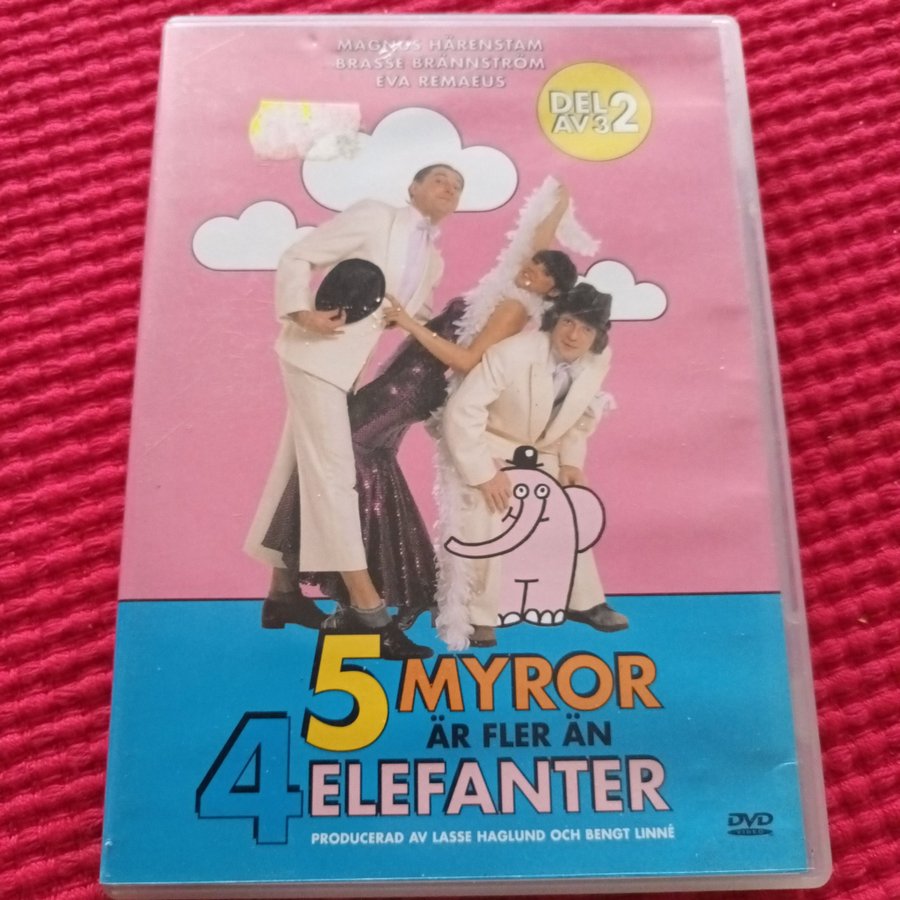 MAGNUS HÄRENSTAM
BRASSE BRÄNNSTRÖM
EVA REMAEUS
DEL 2
AV 3
5 MYROR
ÄR FLER ÄN
4 ELEFANTER
PRODUCERAD AV LASSE HAGLUND OCH BENGT LINNÉ
DVD
VIDEO